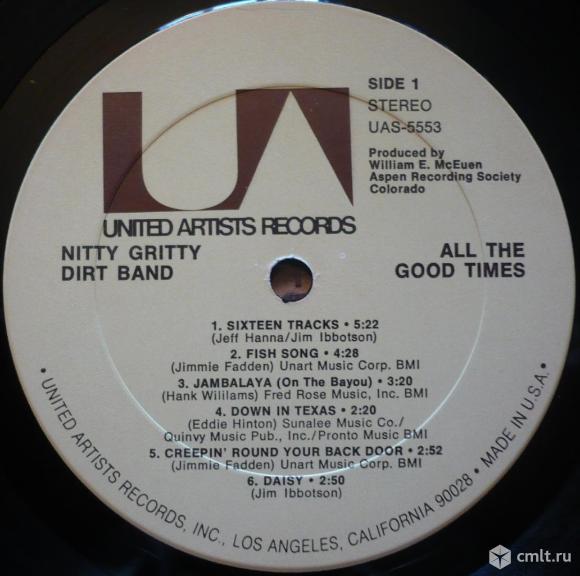 UA
UNITED ARTISTS RECORDS
SIDE 1
STEREO
UAS-5553
Produced by
William E. McEuen
Aspen Recording Society
Colorado
NITTY GRITTY
DIRT BAND
ALL THE
GOOD TIMES
1. SIXTEEN TRACKS • 5:22
(Jeff Hanna/Jim Ibbotson)
2. FISH SONG • 4:28
(Jimmie Fadden) Unart Music Corp. BMI
3. JAMBALAYA (On The Bayou) • 3:20
(Hank Wililams) Fred Rose Music, Inc. BMI
4. DOWN IN TEXAS • 2:20
(Eddie Hinton) Sunalee Music Co./
Quinvy Music Pub., Inc./Pronto Music BMI
5. CREEPIN' ROUND YOUR BACK DOOR • 2:52
(Jimmie Fadden) Unart Music Corp. BMI
6. DAISY • 2:50
(Jim Ibbotson)
• UNITED ARTISTS RECORDS, INC., LOS ANGELES, CALIFORNIA 90028 • MADE IN U.S.A. •
cmlt.ru